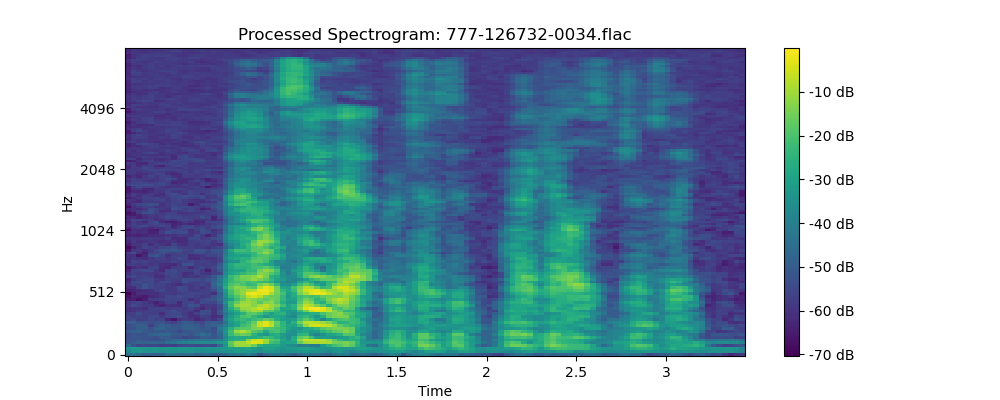 Processed Spectrogram: 777-126732-0034.flac
Hz
4096
2048
1024
512
0
0
0.5
1
1.5
2
2.5
3
Time
-10 dB
-20 dB
-30 dB
-40 dB
-50 dB
-60 dB
-70 dB